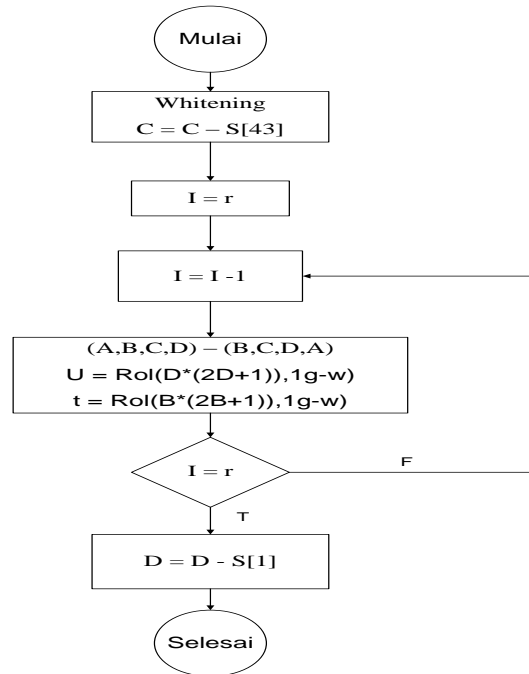 Mulai
Whitening
C = C – S[43]
I = r
I = I -1
(A,B,C,D) – (B,C,D,A)
U = Rol(D*(2D+1)),1g-w)
t = Rol(B*(2B+1)),1g-w)
I = r
F
T
D = D - S[1]
Selesai